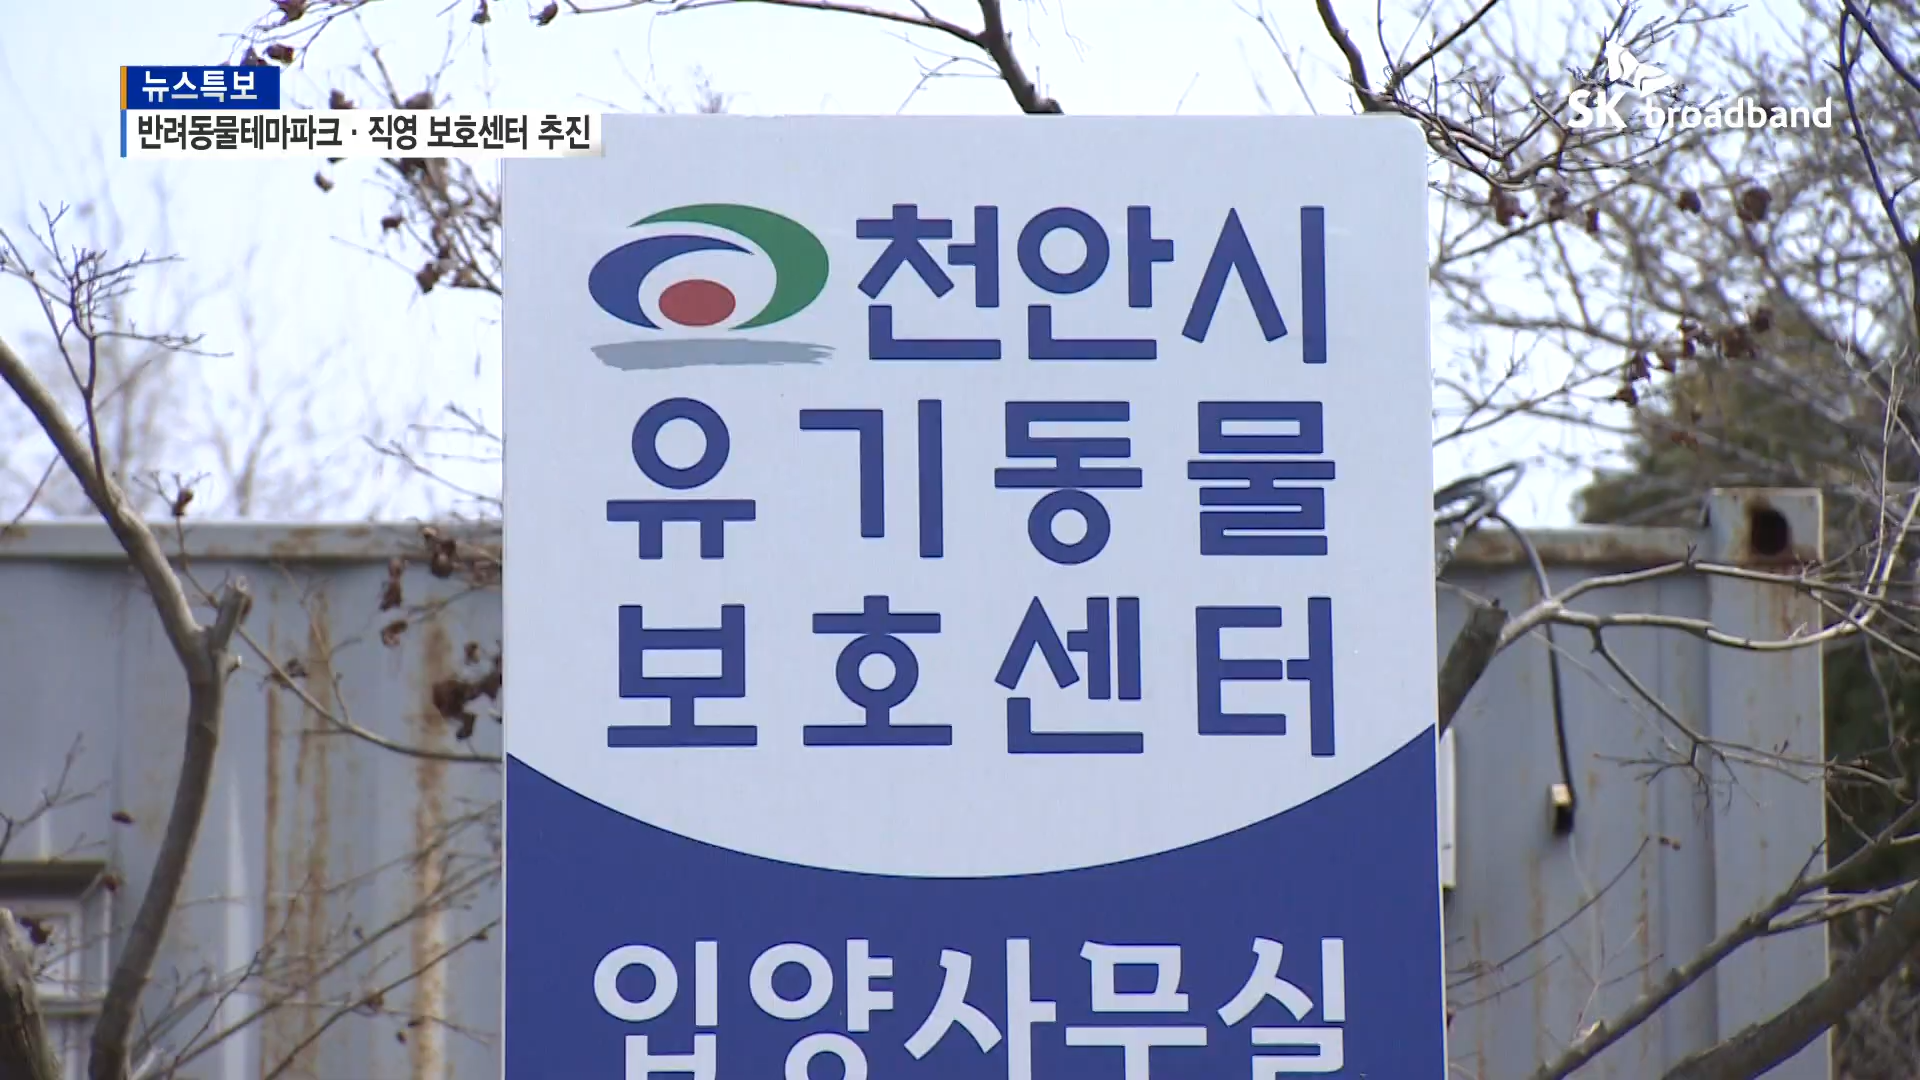 뉴스특보
반려동물테마파크 · 직영 보호센터 추진
SK broadband
천안시
유기동물
보호센터
입양사무실